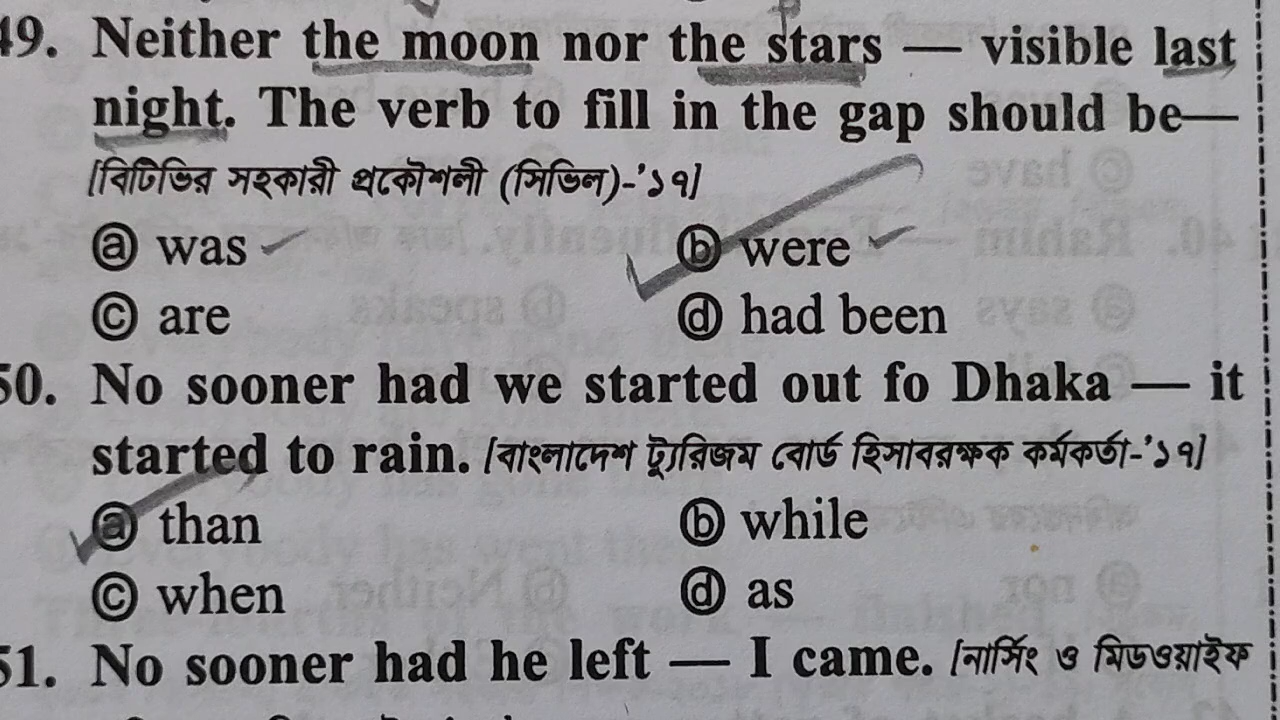 49. Neither the moon nor the stars — visible last
night. The verb to fill in the gap should be—
[বিটিভির সহকারী প্রকৌশলী (সিভিল)-'১৭]
ⓐ was ⓑ were
ⓒ are ⓓ had been
50. No sooner had we started out fo Dhaka — it
started to rain. [বাংলাদেশ ট্যুরিজম বোর্ড হিসাবরক্ষক কর্মকর্তা-'১৭]
ⓐ than ⓑ while
ⓒ when ⓓ as
51. No sooner had he left — I came. [নার্সিং ও মিডওয়াইফ